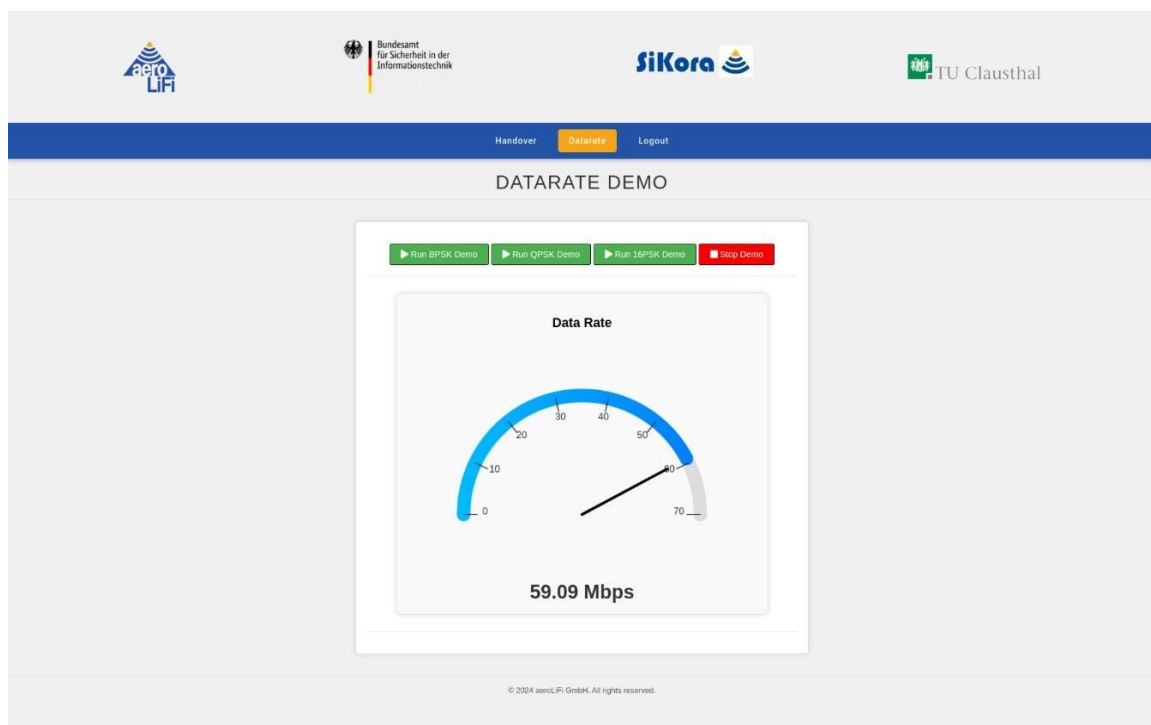 aero
LiFi
Bundesamt
für Sicherheit in der
Informationstechnik
SiKora
TU Clausthal
Handover
Datarate
Logout
DATARATE DEMO
Run BPSK Demo
Run QPSK Demo
Run 16PSK Demo
Stop Demo
Data Rate
0
10
20
30
40
50
60
70
59.09 Mbps
© 2024 aeroLiFi GmbH. All rights reserved.